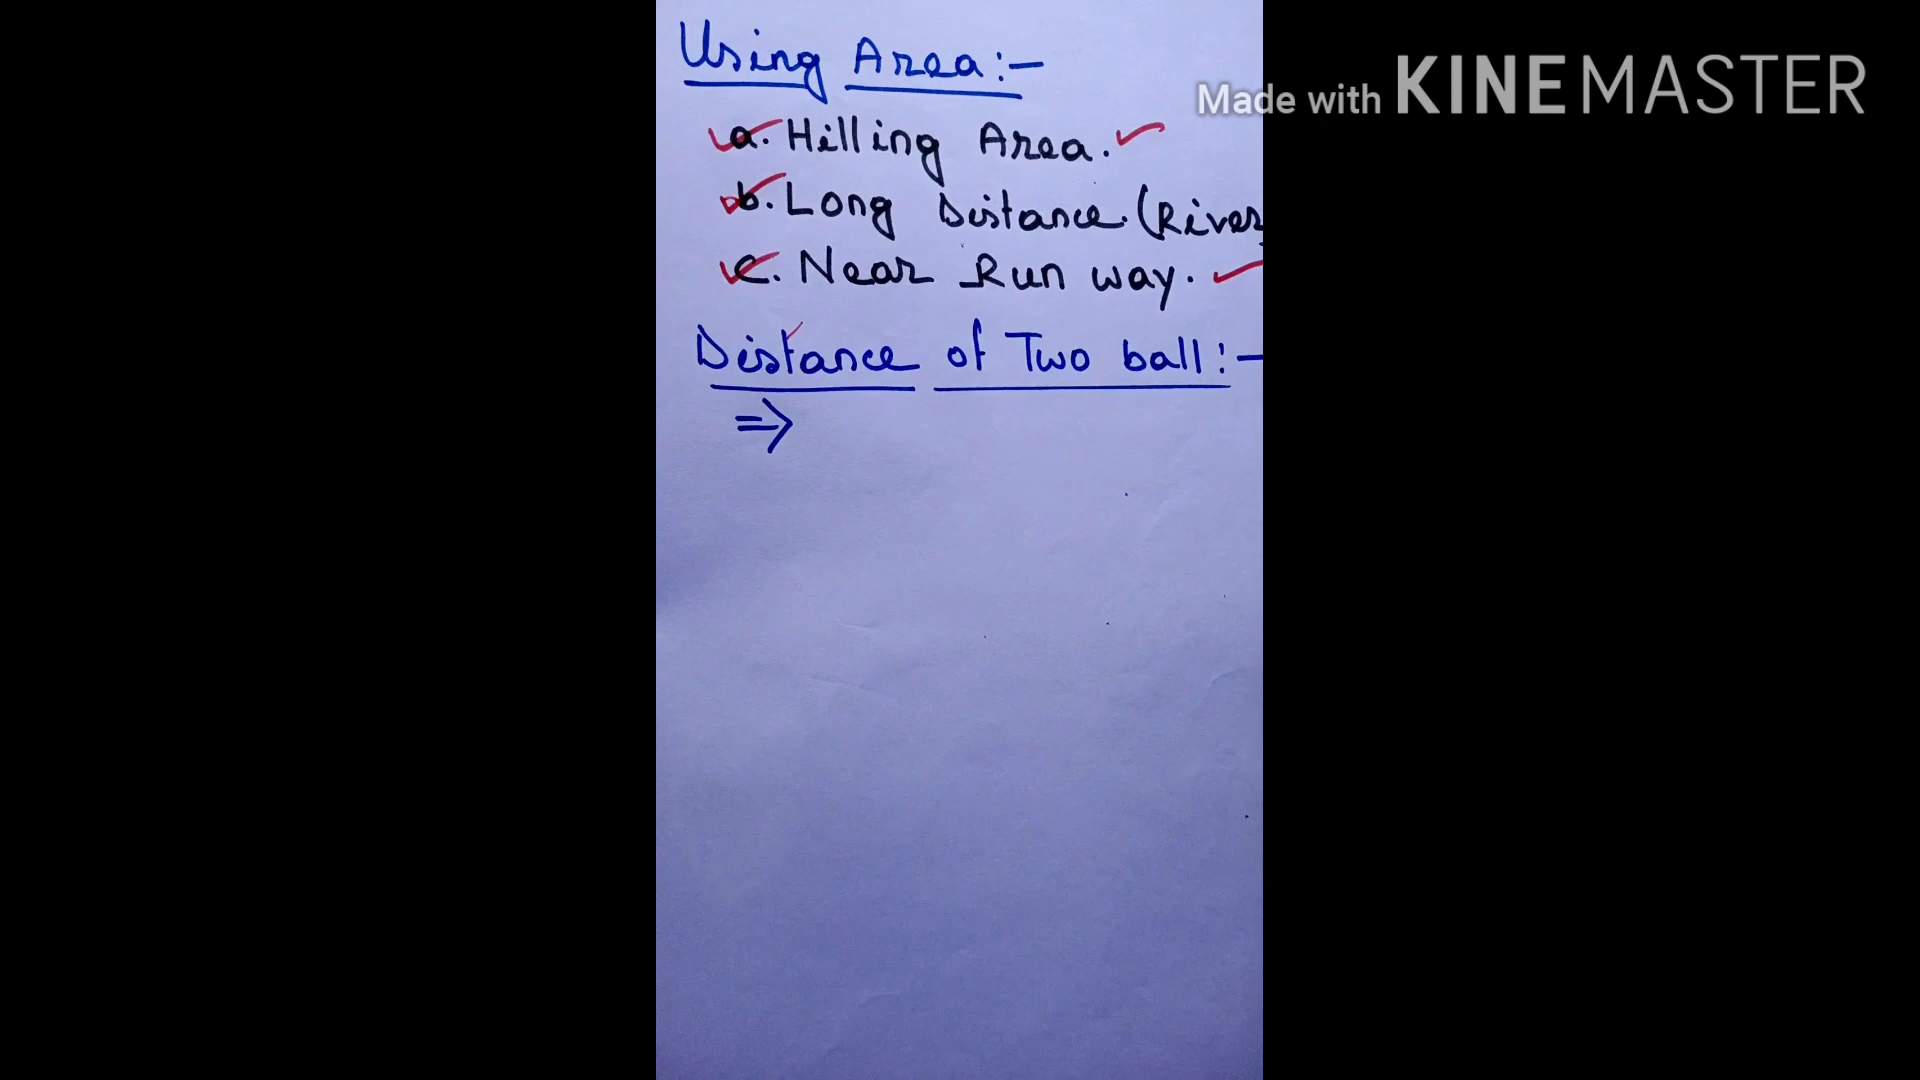 Using Area:-
a. Hilling Area.
b. Long Distance. (River)
c. Near Run way.
Distance of Two ball:-
⇒
Made with KINEMASTER